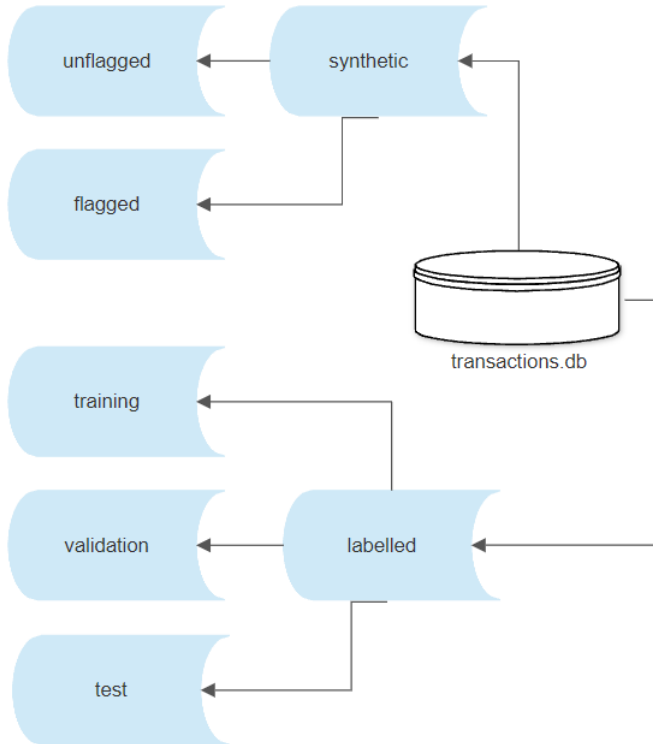 unflagged
synthetic
flagged
transactions.db
training
validation
labelled
test